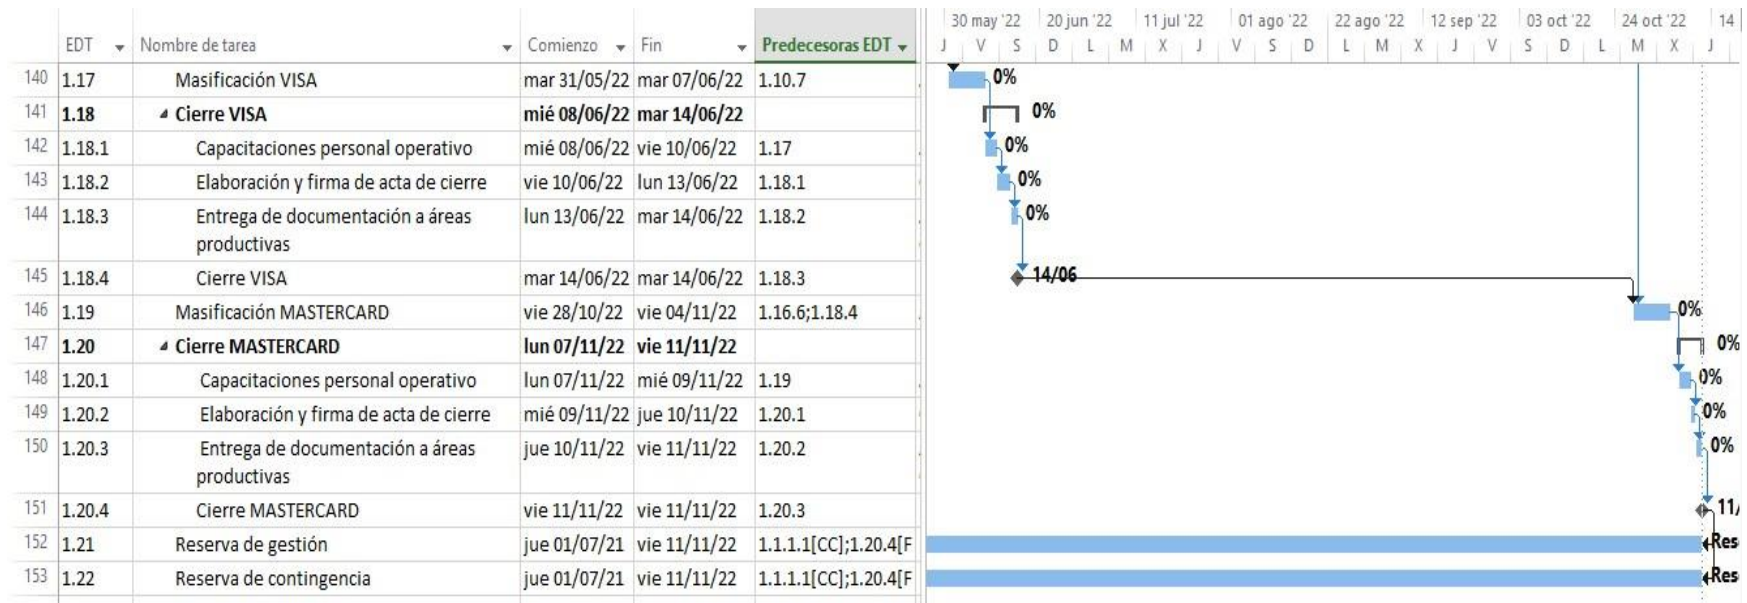 30 may '22 20 jun '22 11 jul '22 01 ago '22 22 ago '22 12 sep '22 03 oct '22 24 oct '22 14
EDT Nombre de tarea Comienzo Fin Predecesoras EDT J V S D L M X J V S D L M X J V S D L M X J
140 1.17 Masificación VISA mar 31/05/22 mar 07/06/22 1.10.7 0%
141 1.18 Cierre VISA mié 08/06/22 mar 14/06/22 0%
142 1.18.1 Capacitaciones personal operativo mié 08/06/22 vie 10/06/22 1.17 0%
143 1.18.2 Elaboración y firma de acta de cierre vie 10/06/22 lun 13/06/22 1.18.1 0%
144 1.18.3 Entrega de documentación a áreas lun 13/06/22 mar 14/06/22 1.18.2 0%
productivas
145 1.18.4 Cierre VISA mar 14/06/22 mar 14/06/22 1.18.3 14/06
146 1.19 Masificación MASTERCARD vie 28/10/22 vie 04/11/22 1.16.6;1.18.4 0%
147 1.20 Cierre MASTERCARD lun 07/11/22 vie 11/11/22 0%
148 1.20.1 Capacitaciones personal operativo lun 07/11/22 mié 09/11/22 1.19 0%
149 1.20.2 Elaboración y firma de acta de cierre mié 09/11/22 jue 10/11/22 1.20.1 0%
150 1.20.3 Entrega de documentación a áreas jue 10/11/22 vie 11/11/22 1.20.2 0%
productivas
151 1.20.4 Cierre MASTERCARD vie 11/11/22 vie 11/11/22 1.20.3 11/
152 1.21 Reserva de gestión jue 01/07/21 vie 11/11/22 1.1.1.1[CC];1.20.4[F Res
153 1.22 Reserva de contingencia jue 01/07/21 vie 11/11/22 1.1.1.1[CC];1.20.4[F Res